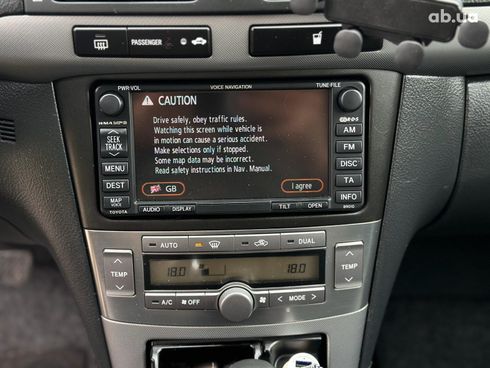 ab.ua
PASSENGER
PWR·VOL
VOICE NAVIGATION
TUNE·FILE
CAUTION
Drive safely, obey traffic rules.
Watching this screen while vehicle is
in motion can cause a serious accident.
Make selections only if stopped.
Some map data may be incorrect.
Read safety instructions in Nav. Manual.
GB
I agree
SEEK
TRACK
MENU
DEST
MAP
VOICE
AM
FM
DISC
TA
INFO
TOYOTA
AUDIO
DISPLAY
TILT
OPEN
AUTO
DUAL
TEMP
18.0
18.0
TEMP
A/C
OFF
MODE